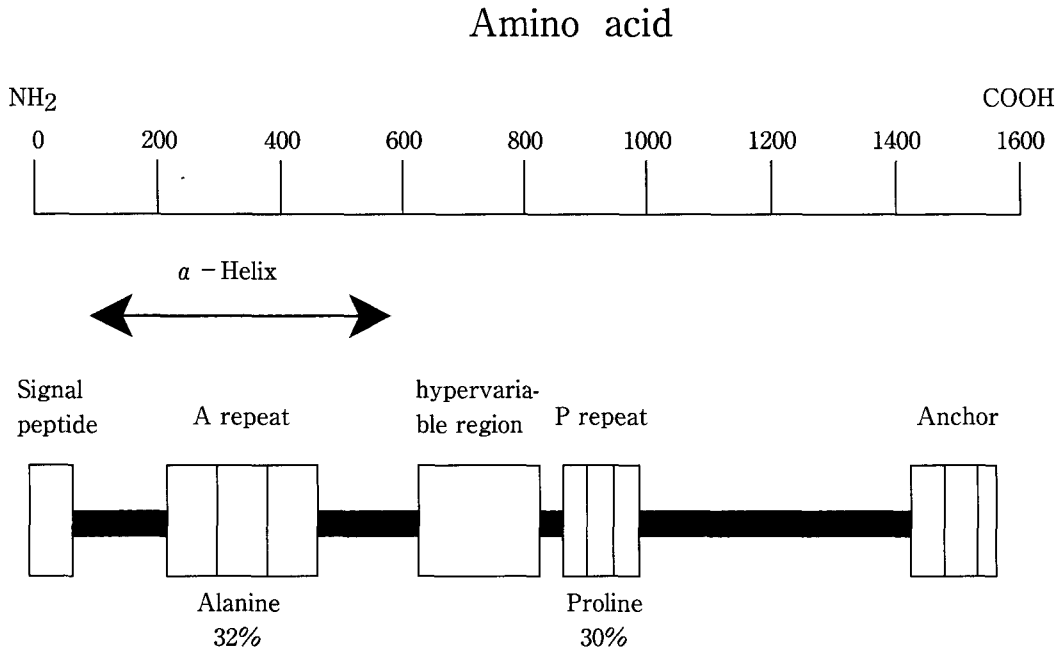 Amino acid
NH2
COOH
0 200 400 600 800 1000 1200 1400 1600
α －Helix
Signal
peptide
A repeat
hypervaria-
ble region
P repeat
Anchor
Alanine
32%
Proline
30%